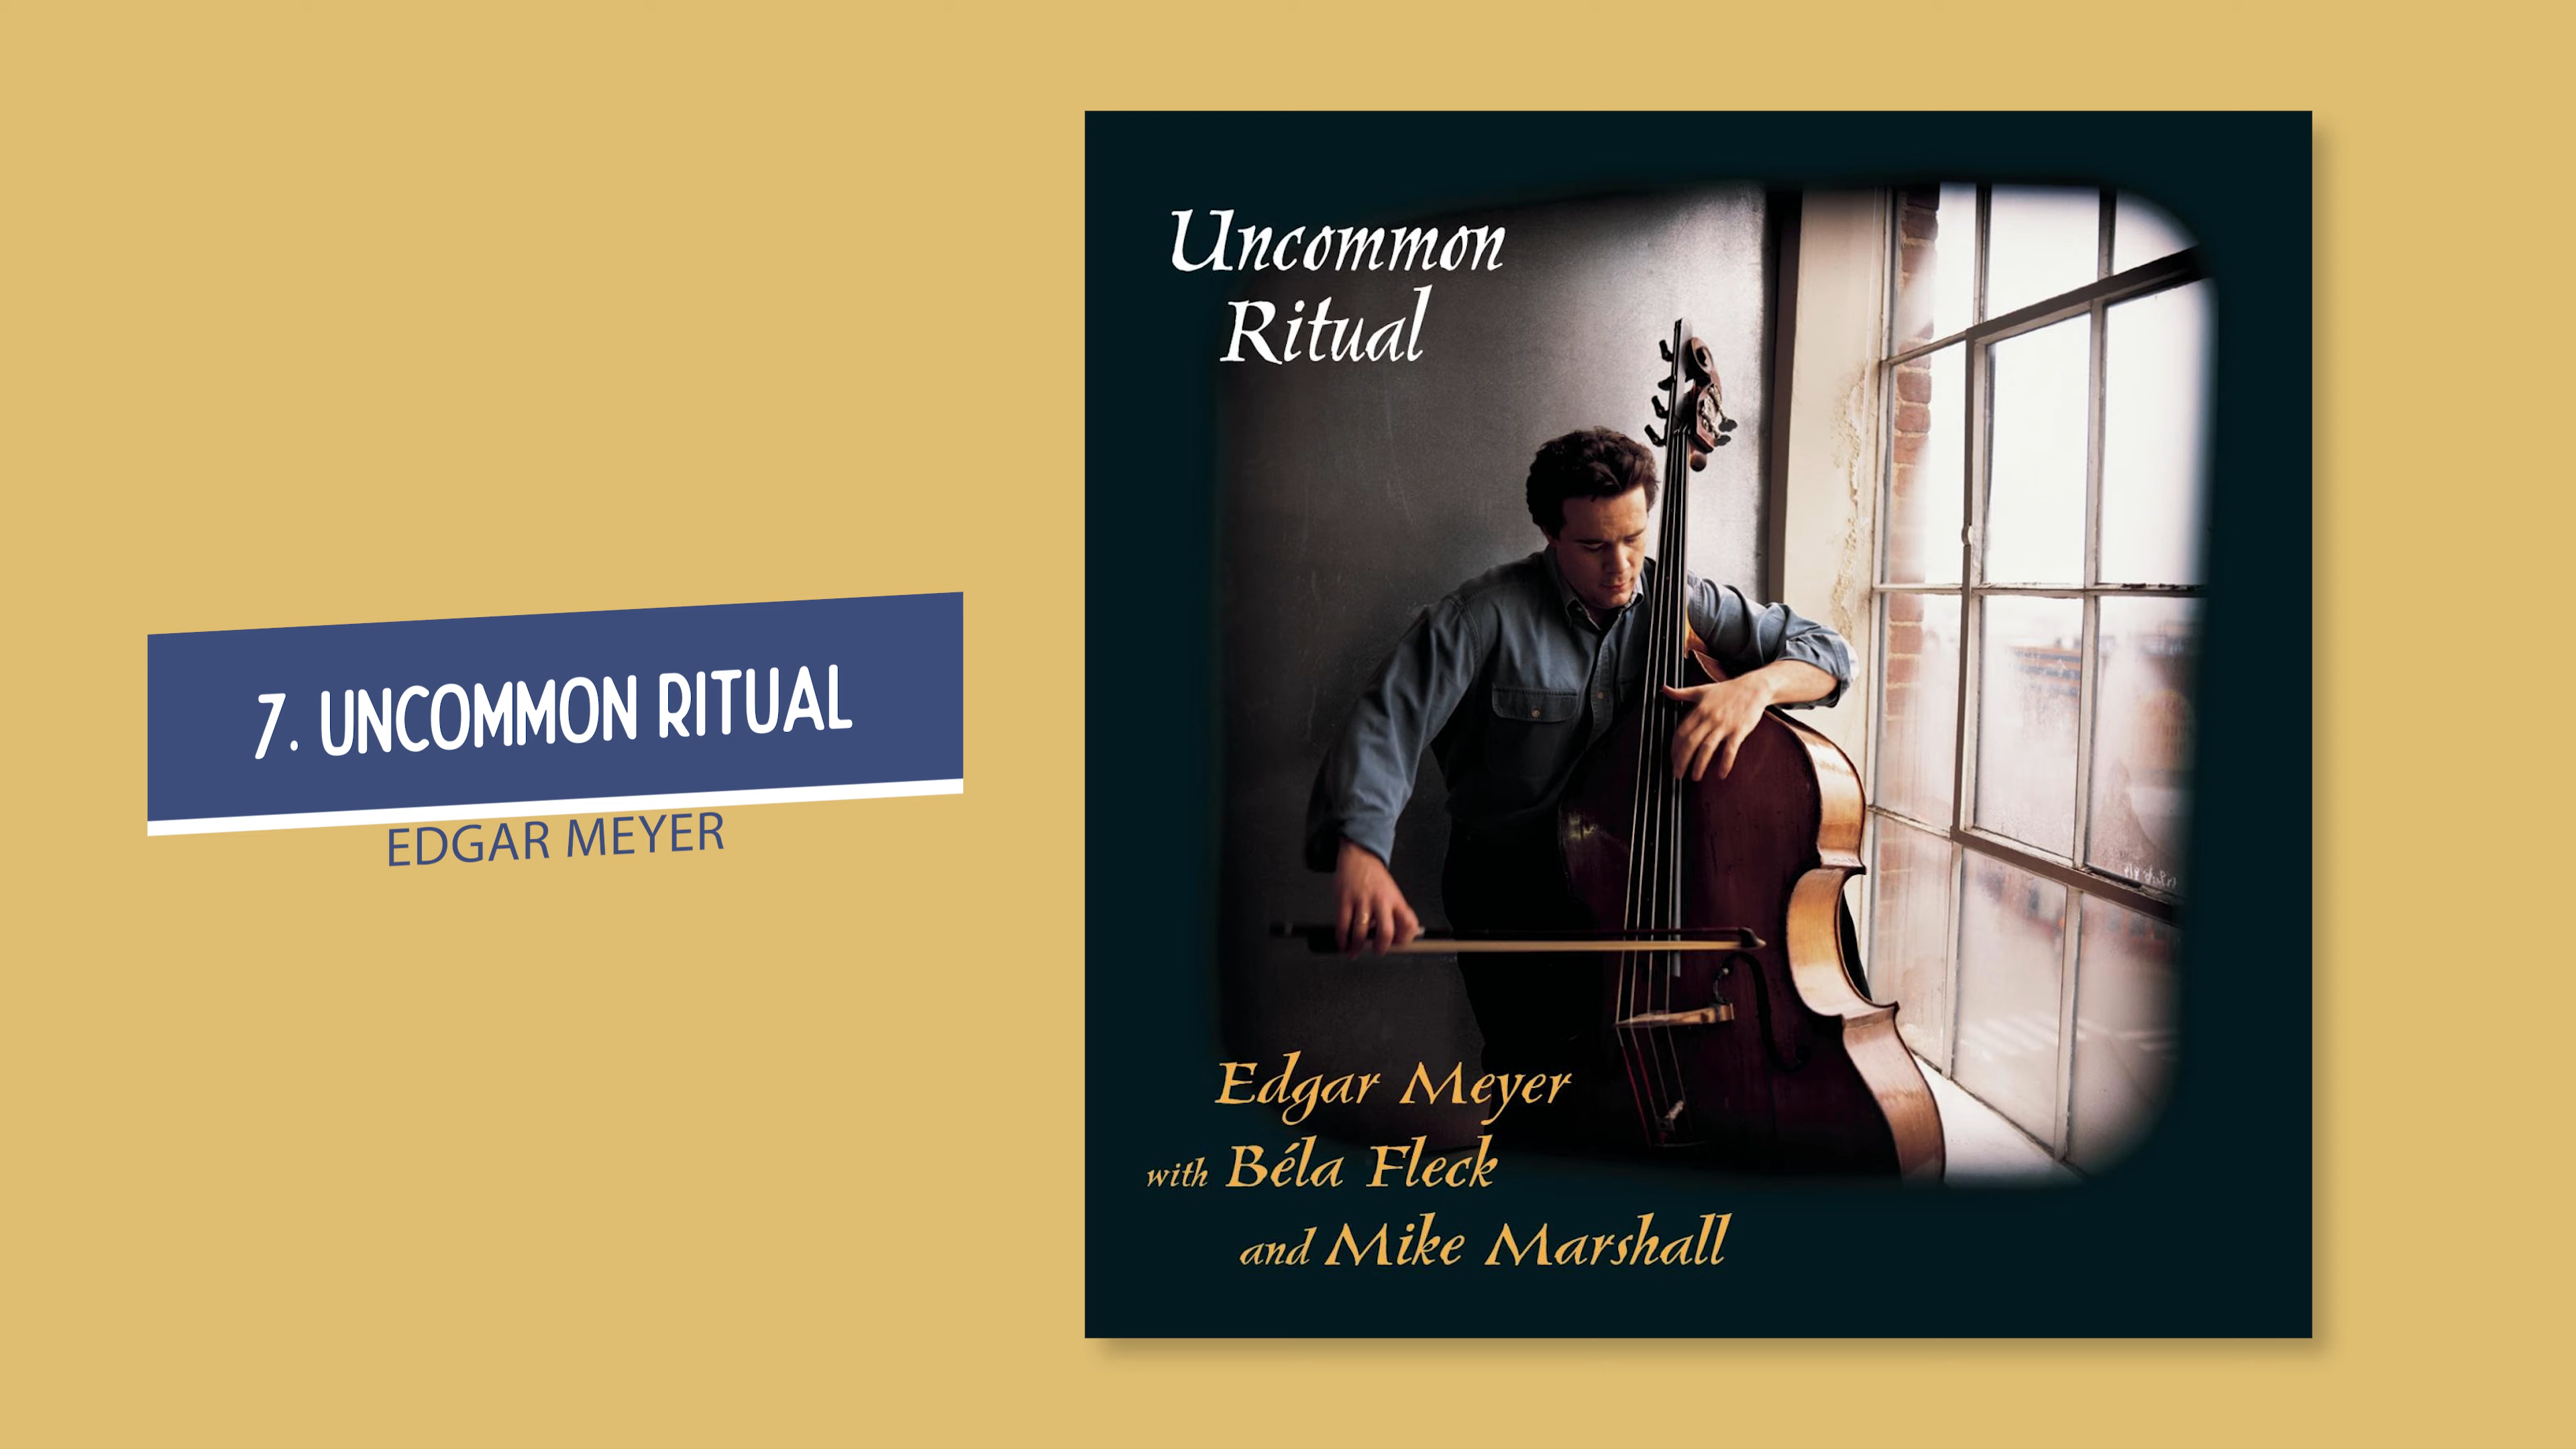 7. UNCOMMON RITUAL
EDGAR MEYER
Uncommon
Ritual
Edgar Meyer
with Béla Fleck
and Mike Marshall